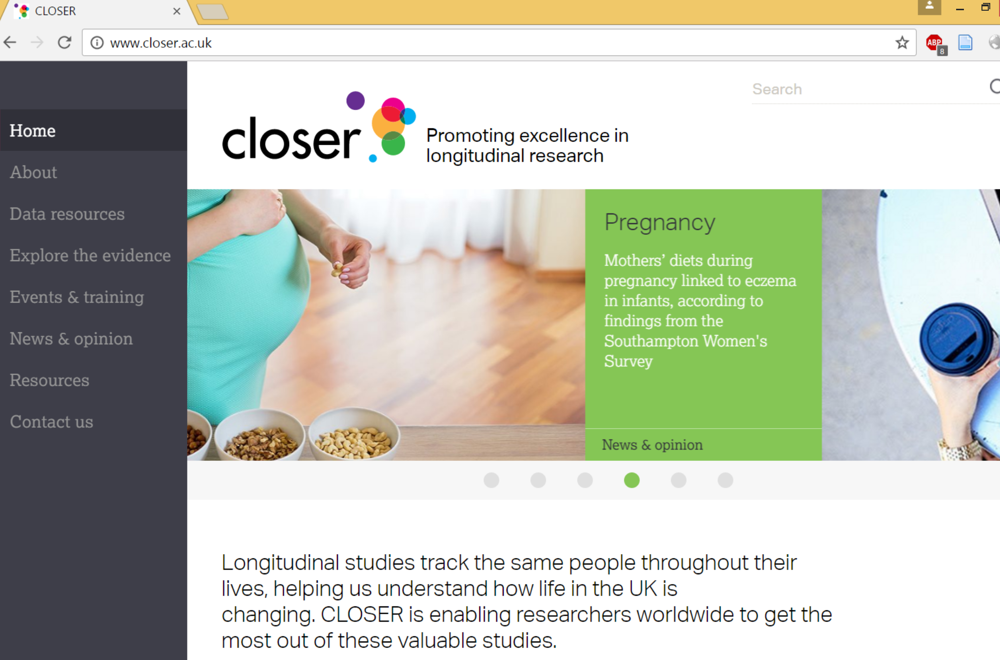 CLOSER
www.closer.ac.uk
ABP
8
Search
closer
Promoting excellence in
longitudinal research
Home
About
Data resources
Explore the evidence
Events & training
News & opinion
Resources
Contact us
Pregnancy
Mothers’ diets during
pregnancy linked to eczema
in infants, according to
findings from the
Southampton Women's
Survey
News & opinion
Longitudinal studies track the same people throughout their
lives, helping us understand how life in the UK is
changing. CLOSER is enabling researchers worldwide to get the
most out of these valuable studies.